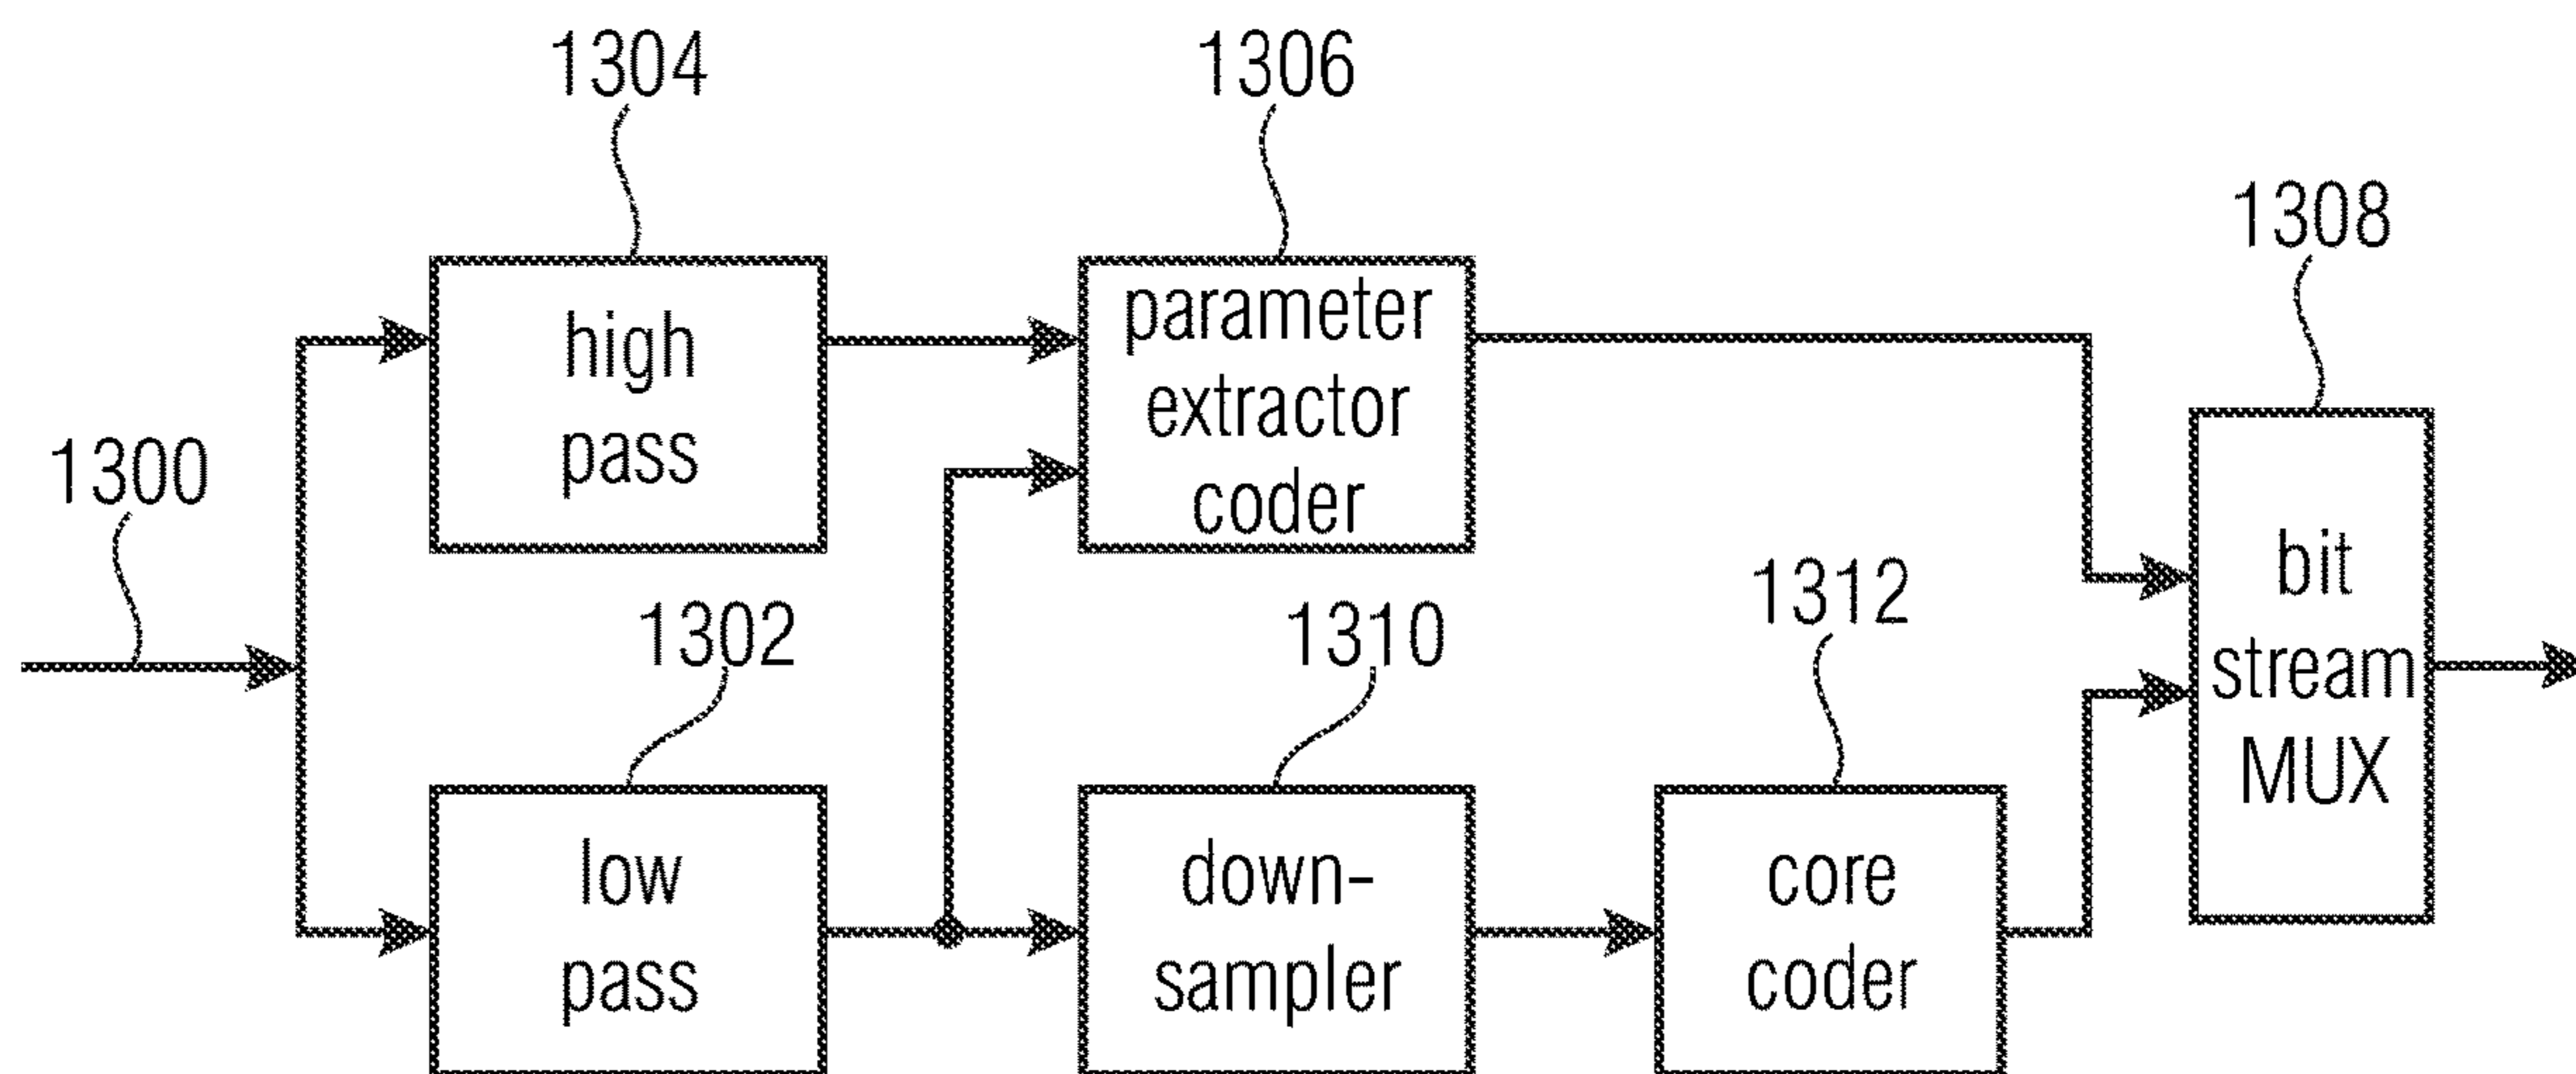 1304
1306
1308
high
pass
parameter
extractor
coder
1300
1302
1310
1312
bit
stream
MUX
low
pass
down-
sampler
core
coder